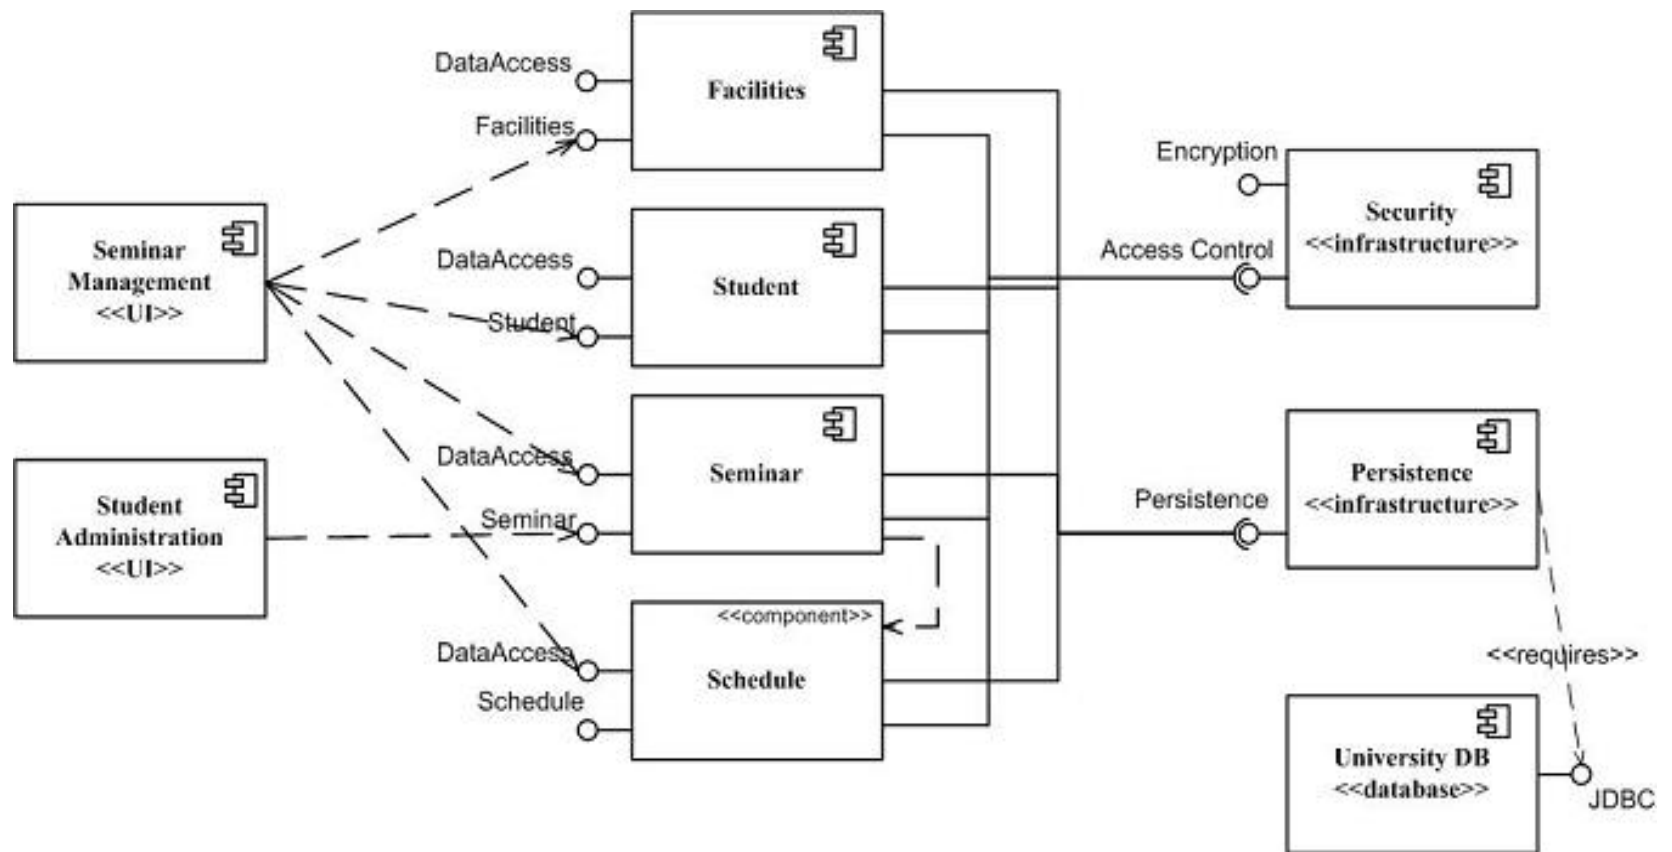 DataAccess
Facilities
Facilities
Seminar
Management
<<UI>>
DataAccess
Student
Student
Encryption
Access Control
Security
<<infrastructure>>
Student
Administration
<<UI>>
DataAccess
Seminar
Seminar
Persistence
Persistence
<<infrastructure>>
<<component>>
DataAccess
Schedule
Schedule
<<requires>>
University DB
<<database>>
JDBC